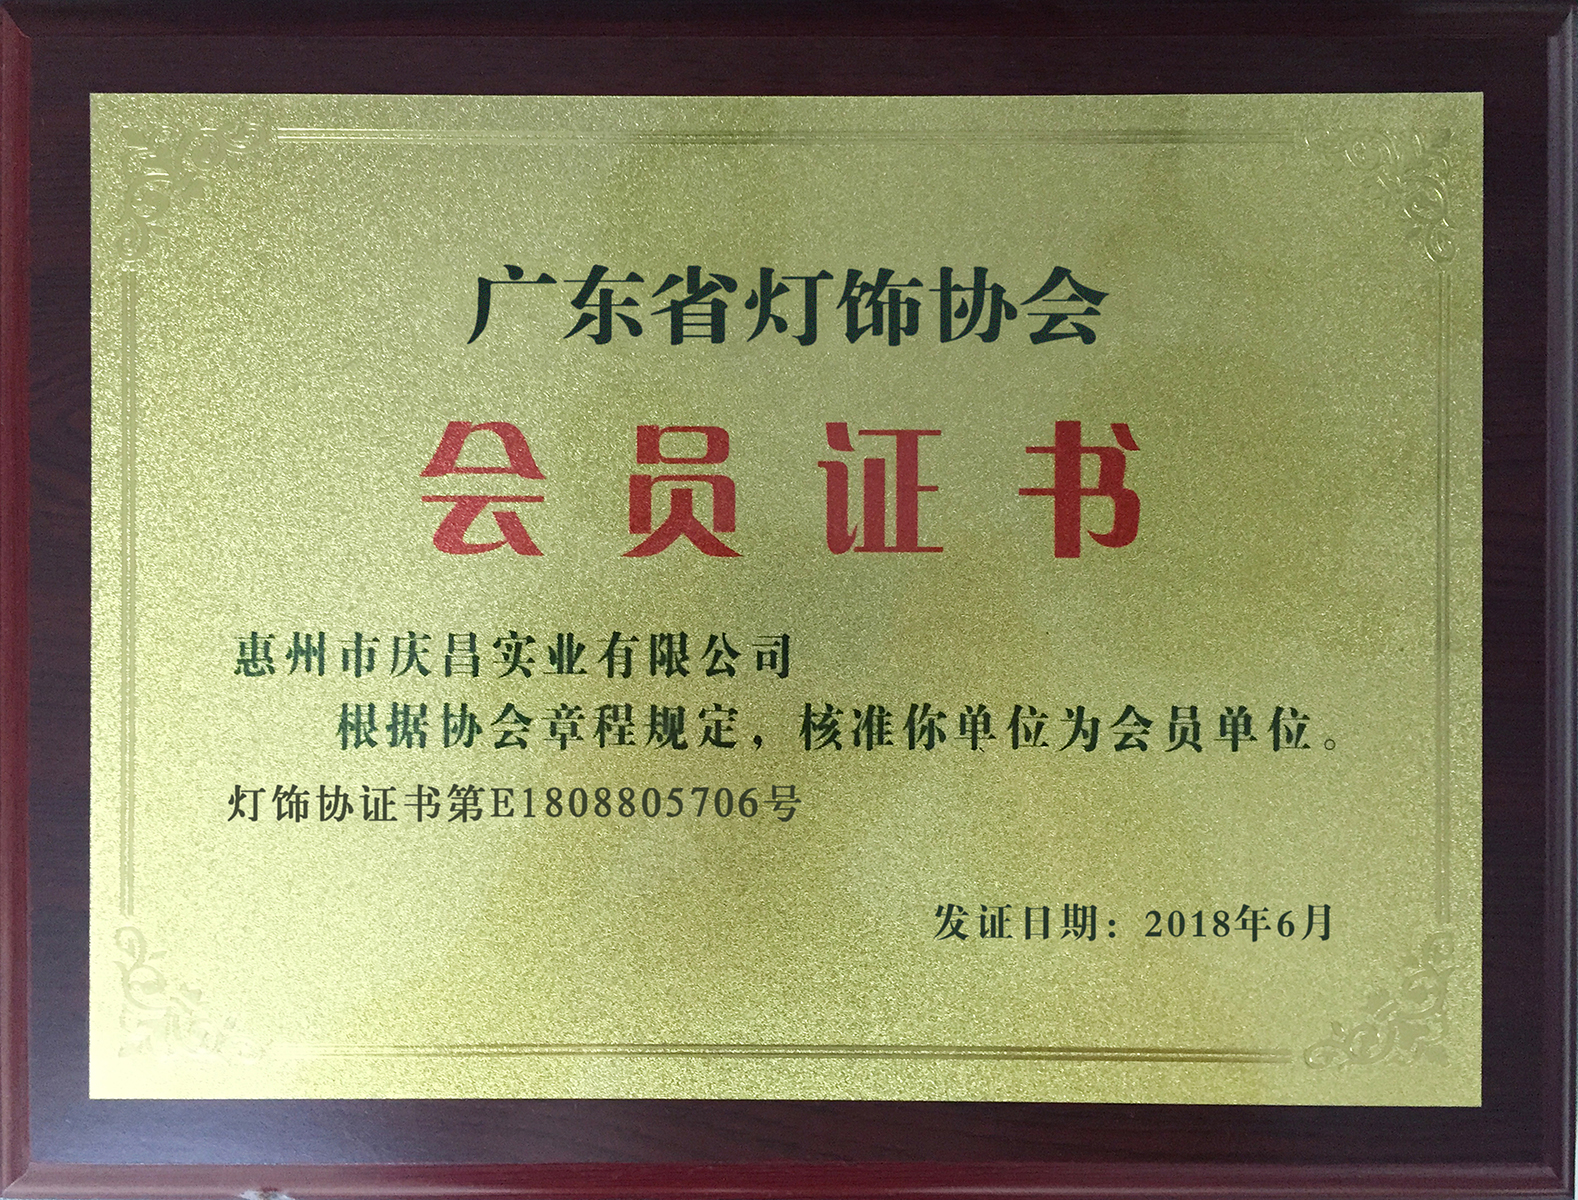 广东省灯饰协会
会员证书
惠州市庆昌实业有限公司
根据协会章程规定，核准你单位为会员单位。
灯饰协证书第E1808805706号
发证日期：2018年6月